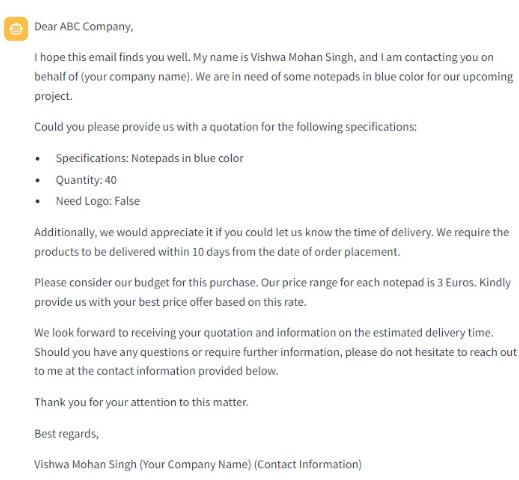 Dear ABC Company,
I hope this email finds you well. My name is Vishwa Mohan Singh, and I am contacting you on
behalf of (your company name). We are in need of some notepads in blue color for our upcoming
project.
Could you please provide us with a quotation for the following specifications:
• Specifications: Notepads in blue color
• Quantity: 40
• Need Logo: False
Additionally, we would appreciate it if you could let us know the time of delivery. We require the
products to be delivered within 10 days from the date of order placement.
Please consider our budget for this purchase. Our price range for each notepad is 3 Euros. Kindly
provide us with your best price offer based on this rate.
We look forward to receiving your quotation and information on the estimated delivery time.
Should you have any questions or require further information, please do not hesitate to reach out
to me at the contact information provided below.
Thank you for your attention to this matter.
Best regards,
Vishwa Mohan Singh (Your Company Name) (Contact Information)